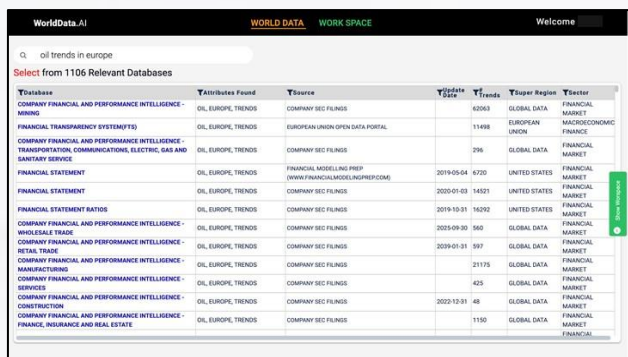 WorldData.AI WORLD DATA WORK SPACE Welcome
oil trends in europe
Select from 1106 Relevant Databases
Database Attributes Found Source Update Date # Trends Super Region Sector
COMPANY FINANCIAL AND PERFORMANCE INTELLIGENCE - MINING OIL, EUROPE, TRENDS COMPANY SEC FILINGS 62063 GLOBAL DATA FINANCIAL MARKET
FINANCIAL TRANSPARENCY SYSTEM(FTS) OIL, EUROPE, TRENDS EUROPEAN UNION OPEN DATA PORTAL 11498 EUROPEAN UNION MACROECONOMIC FINANCE
COMPANY FINANCIAL AND PERFORMANCE INTELLIGENCE - TRANSPORTATION, COMMUNICATIONS, ELECTRIC, GAS AND SANITARY SERVICE OIL, EUROPE, TRENDS COMPANY SEC FILINGS 296 GLOBAL DATA FINANCIAL MARKET
FINANCIAL STATEMENT OIL, EUROPE, TRENDS FINANCIAL MODELLING PREP (WWW.FINANCIALMODELINGPREP.COM) 2019-05-04 6720 UNITED STATES FINANCIAL MARKET
FINANCIAL STATEMENT OIL, EUROPE, TRENDS COMPANY SEC FILINGS 2020-01-03 14521 UNITED STATES FINANCIAL MARKET
FINANCIAL STATEMENT RATIOS OIL, EUROPE, TRENDS COMPANY SEC FILINGS 2019-10-31 16292 UNITED STATES FINANCIAL MARKET
COMPANY FINANCIAL AND PERFORMANCE INTELLIGENCE - WHOLESALE TRADE OIL, EUROPE, TRENDS COMPANY SEC FILINGS 2025-09-30 560 GLOBAL DATA FINANCIAL MARKET
COMPANY FINANCIAL AND PERFORMANCE INTELLIGENCE - RETAIL TRADE OIL, EUROPE, TRENDS COMPANY SEC FILINGS 2039-01-31 597 GLOBAL DATA FINANCIAL MARKET
COMPANY FINANCIAL AND PERFORMANCE INTELLIGENCE - MANUFACTURING OIL, EUROPE, TRENDS COMPANY SEC FILINGS 21175 GLOBAL DATA FINANCIAL MARKET
COMPANY FINANCIAL AND PERFORMANCE INTELLIGENCE - SERVICES OIL, EUROPE, TRENDS COMPANY SEC FILINGS 425 GLOBAL DATA FINANCIAL MARKET
COMPANY FINANCIAL AND PERFORMANCE INTELLIGENCE - CONSTRUCTION OIL, EUROPE, TRENDS COMPANY SEC FILINGS 2022-12-31 48 GLOBAL DATA FINANCIAL MARKET
COMPANY FINANCIAL AND PERFORMANCE INTELLIGENCE - FINANCE, INSURANCE AND REAL ESTATE OIL, EUROPE, TRENDS COMPANY SEC FILINGS 1150 GLOBAL DATA FINANCIAL MARKET
FINANCIAL
Show Workspace